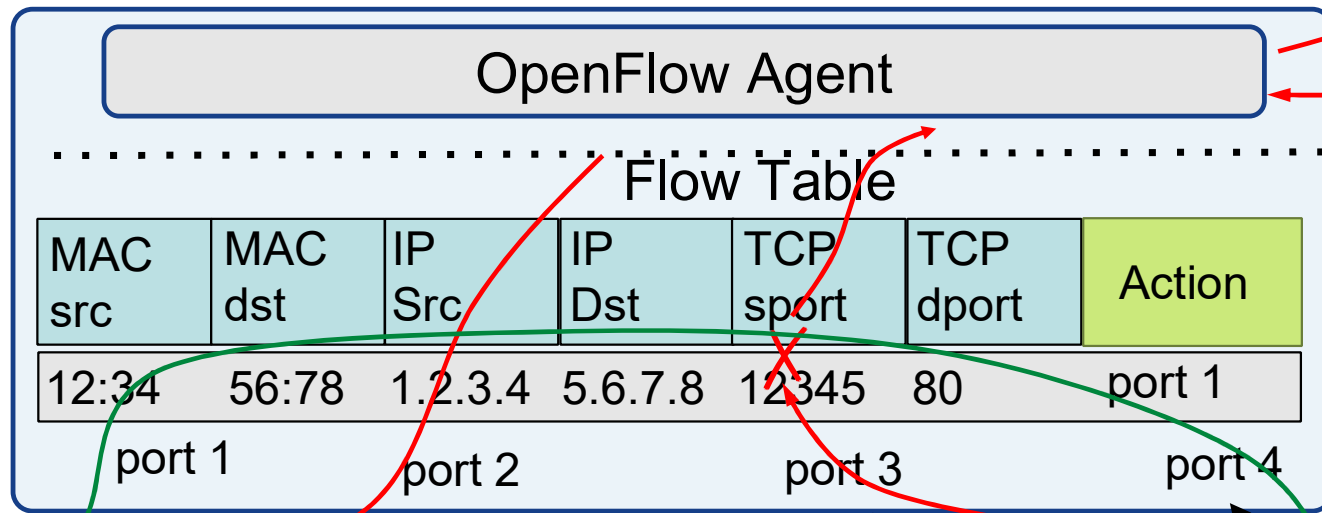 OpenFlow Agent
Flow Table
MAC src
MAC dst
IP Src
IP Dst
TCP sport
TCP dport
Action
12:34 56:78 1.2.3.4 5.6.7.8 12345 80 port 1
port 1 port 2 port 3 port 4